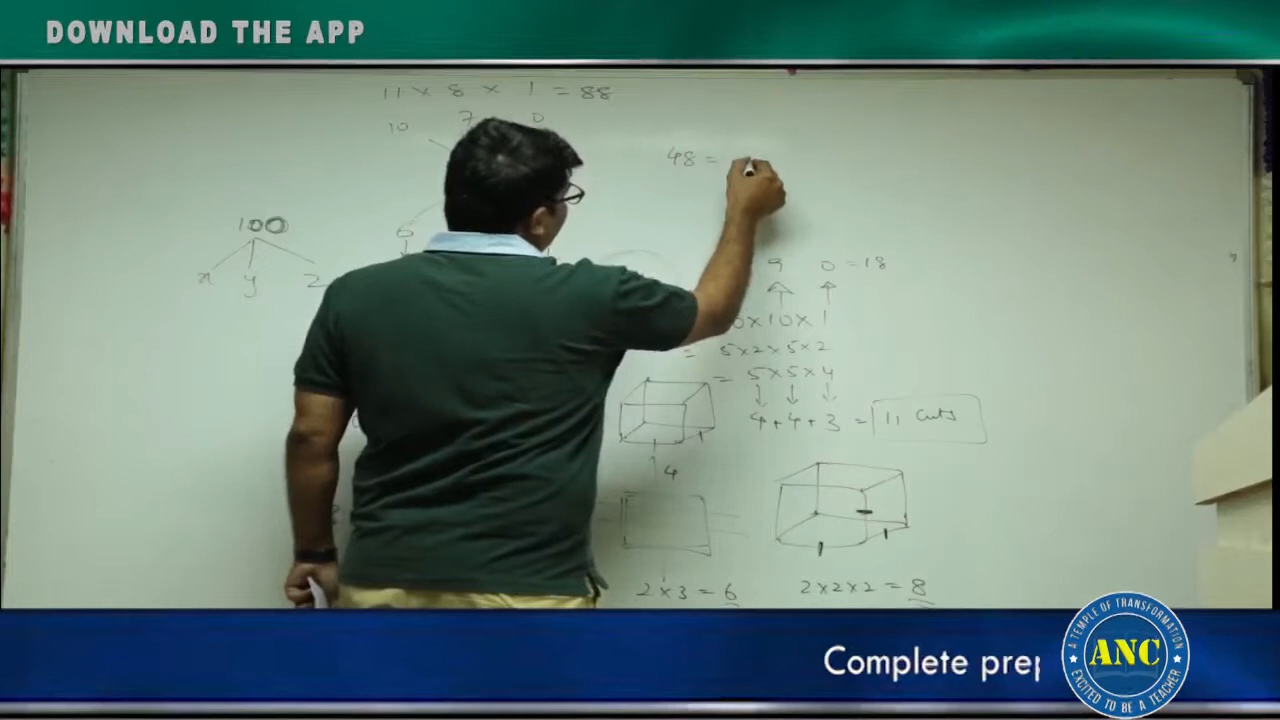 DOWNLOAD THE APP
11 × 8 × 1 = 88
10 7 0
48 =
100
6
x y z
9 0 = 18
0×10×1
= 5×2×5×2
= 5×5×4
4+4+3 = 11 cuts
4
2×3 = 6
2×2×2 = 8
Complete prep
A TEMPLE OF TRANSFORMATION
ANC
EXCITED TO BE A TEACHER